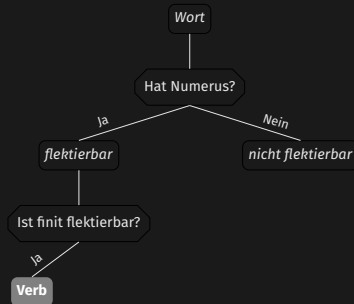 Wort
Hat Numerus?
Ja
Nein
flektierbar
nicht flektierbar
Ist finit flektierbar?
Ja
Verb